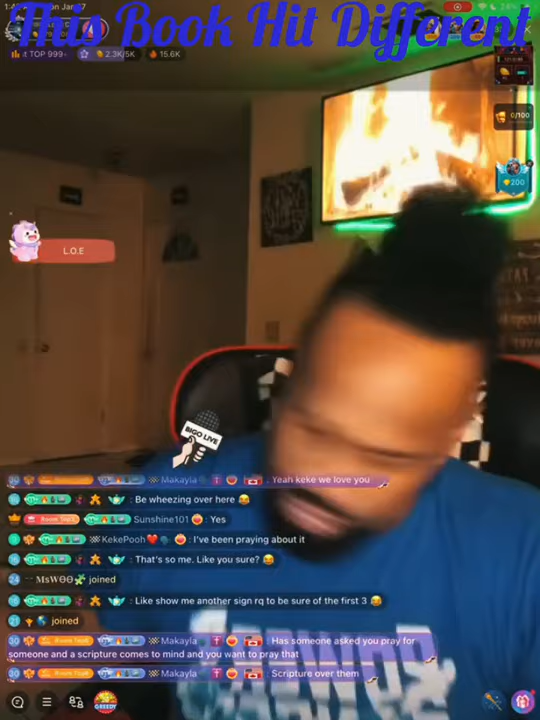 This Book Hit Different
it TOP 999
2.3K/5K
15.6K
24%
0/100
200
L.O.E
BIGO LIVE
Makayla : Yeah keke we love you
: Be wheezing over here 😂
Sunshine101 : Yes
KekePooh : I've been praying about it
: That's so me. Like you sure? 😂
joined
: Like show me another sign rq to be sure of the first 3 😂
joined
Makayla : Has someone asked you pray for
someone and a scripture comes to mind and you want to pray that
Makayla : Scripture over them
GREEDY